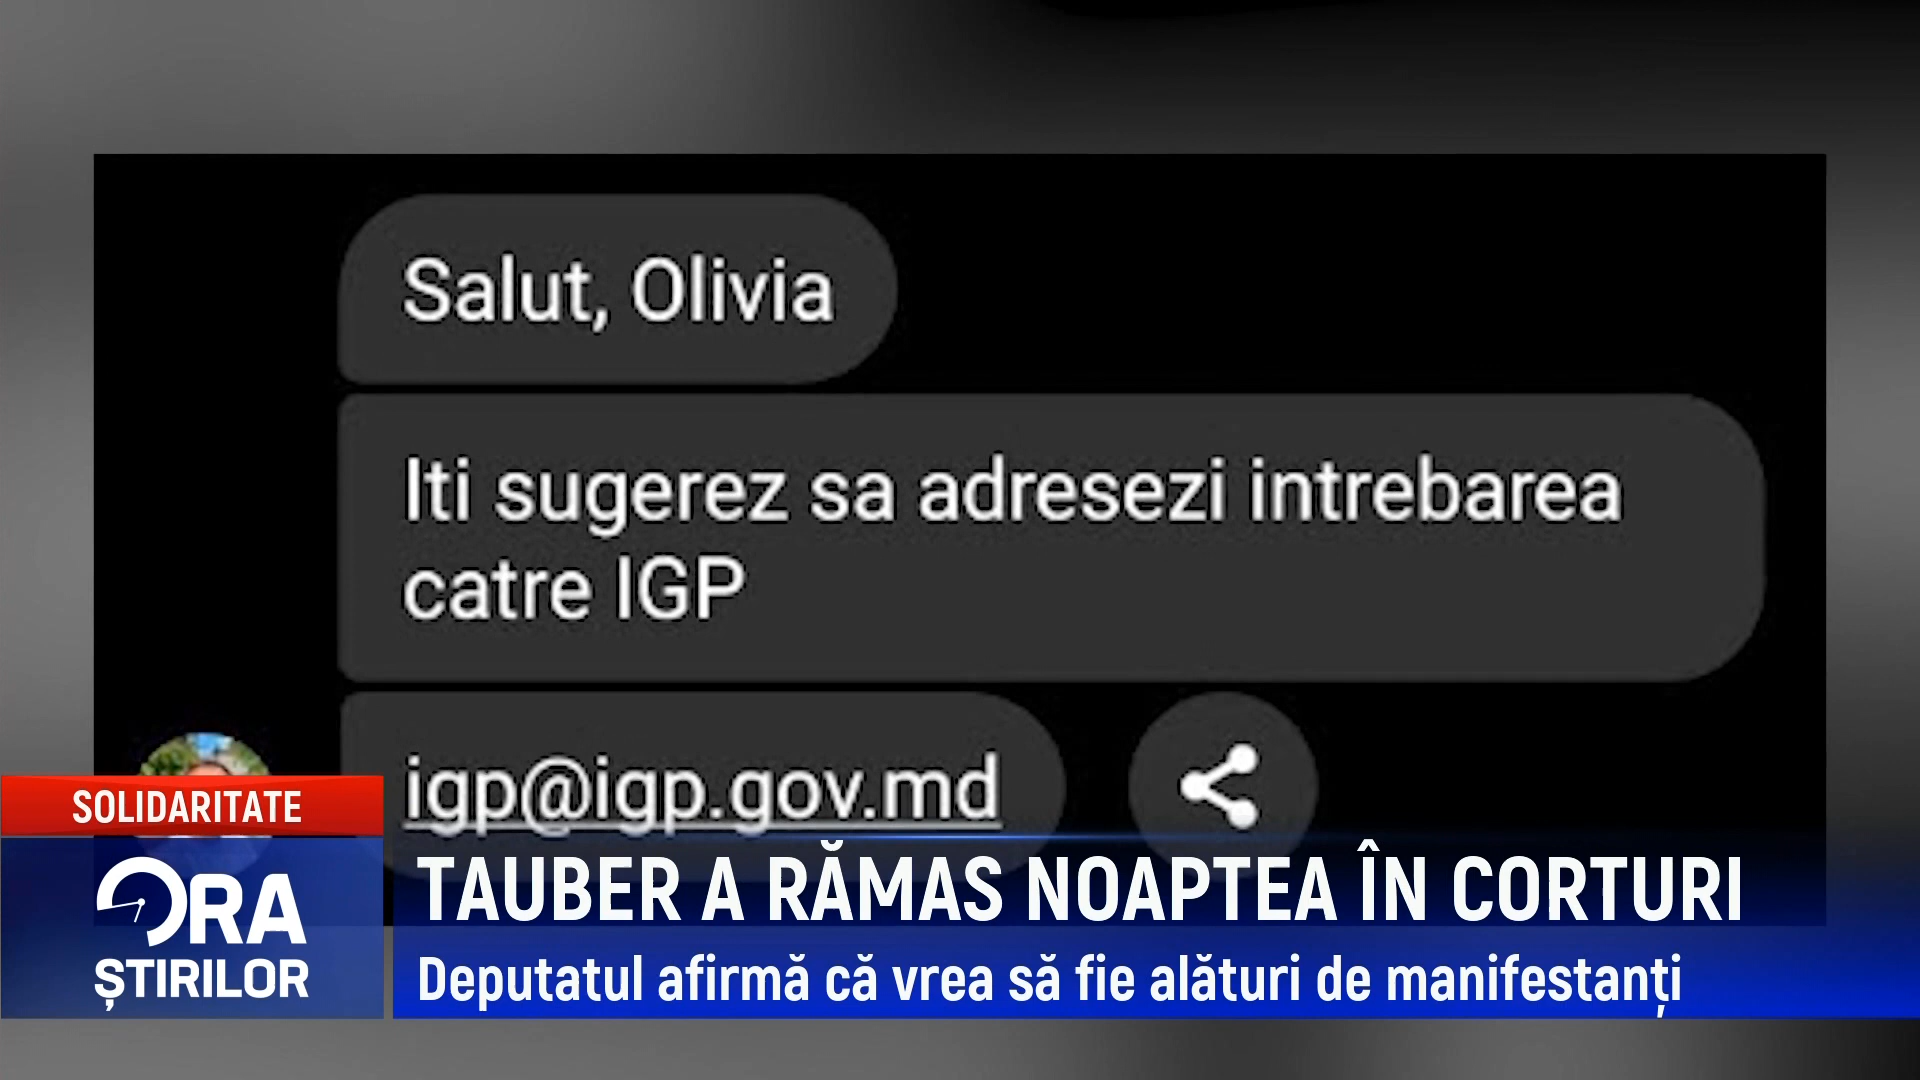 Salut, Olivia
Iti sugerez sa adresezi intrebarea
catre IGP
igp@igp.gov.md
SOLIDARITATE
ORA
ȘTIRILOR
TAUBER A RĂMAS NOAPTEA ÎN CORTURI
Deputatul afirmă că vrea să fie alături de manifestanți